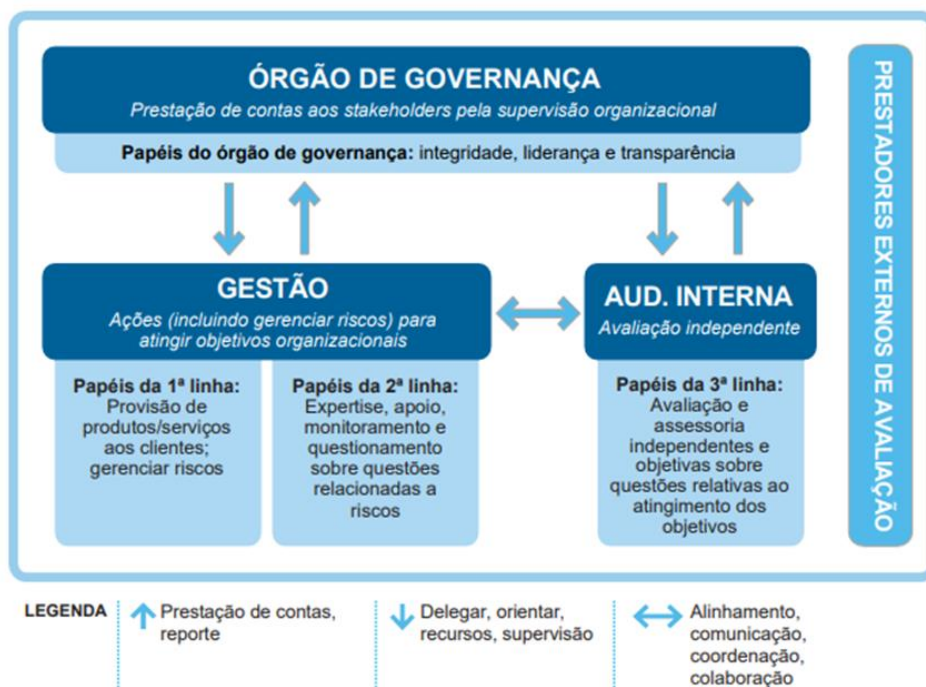 ÓRGÃO DE GOVERNANÇA
Prestação de contas aos stakeholders pela supervisão organizacional
Papéis do órgão de governança: integridade, liderança e transparência
GESTÃO
Ações (incluindo gerenciar riscos) para
atingir objetivos organizacionais
Papéis da 1ª linha:
Provisão de
produtos/serviços
aos clientes;
gerenciar riscos
Papéis da 2ª linha:
Expertise, apoio,
monitoramento e
questionamento
sobre questões
relacionadas a
riscos
AUD. INTERNA
Avaliação independente
Papéis da 3ª linha:
Avaliação e
assessoria
independentes e
objetivas sobre
questões relativas ao
atingimento dos
objetivos
PRESTADORES EXTERNOS DE AVALIAÇÃO
LEGENDA
Prestação de contas,
reporte
Delegar, orientar,
recursos, supervisão
Alinhamento,
comunicação,
coordenação,
colaboração